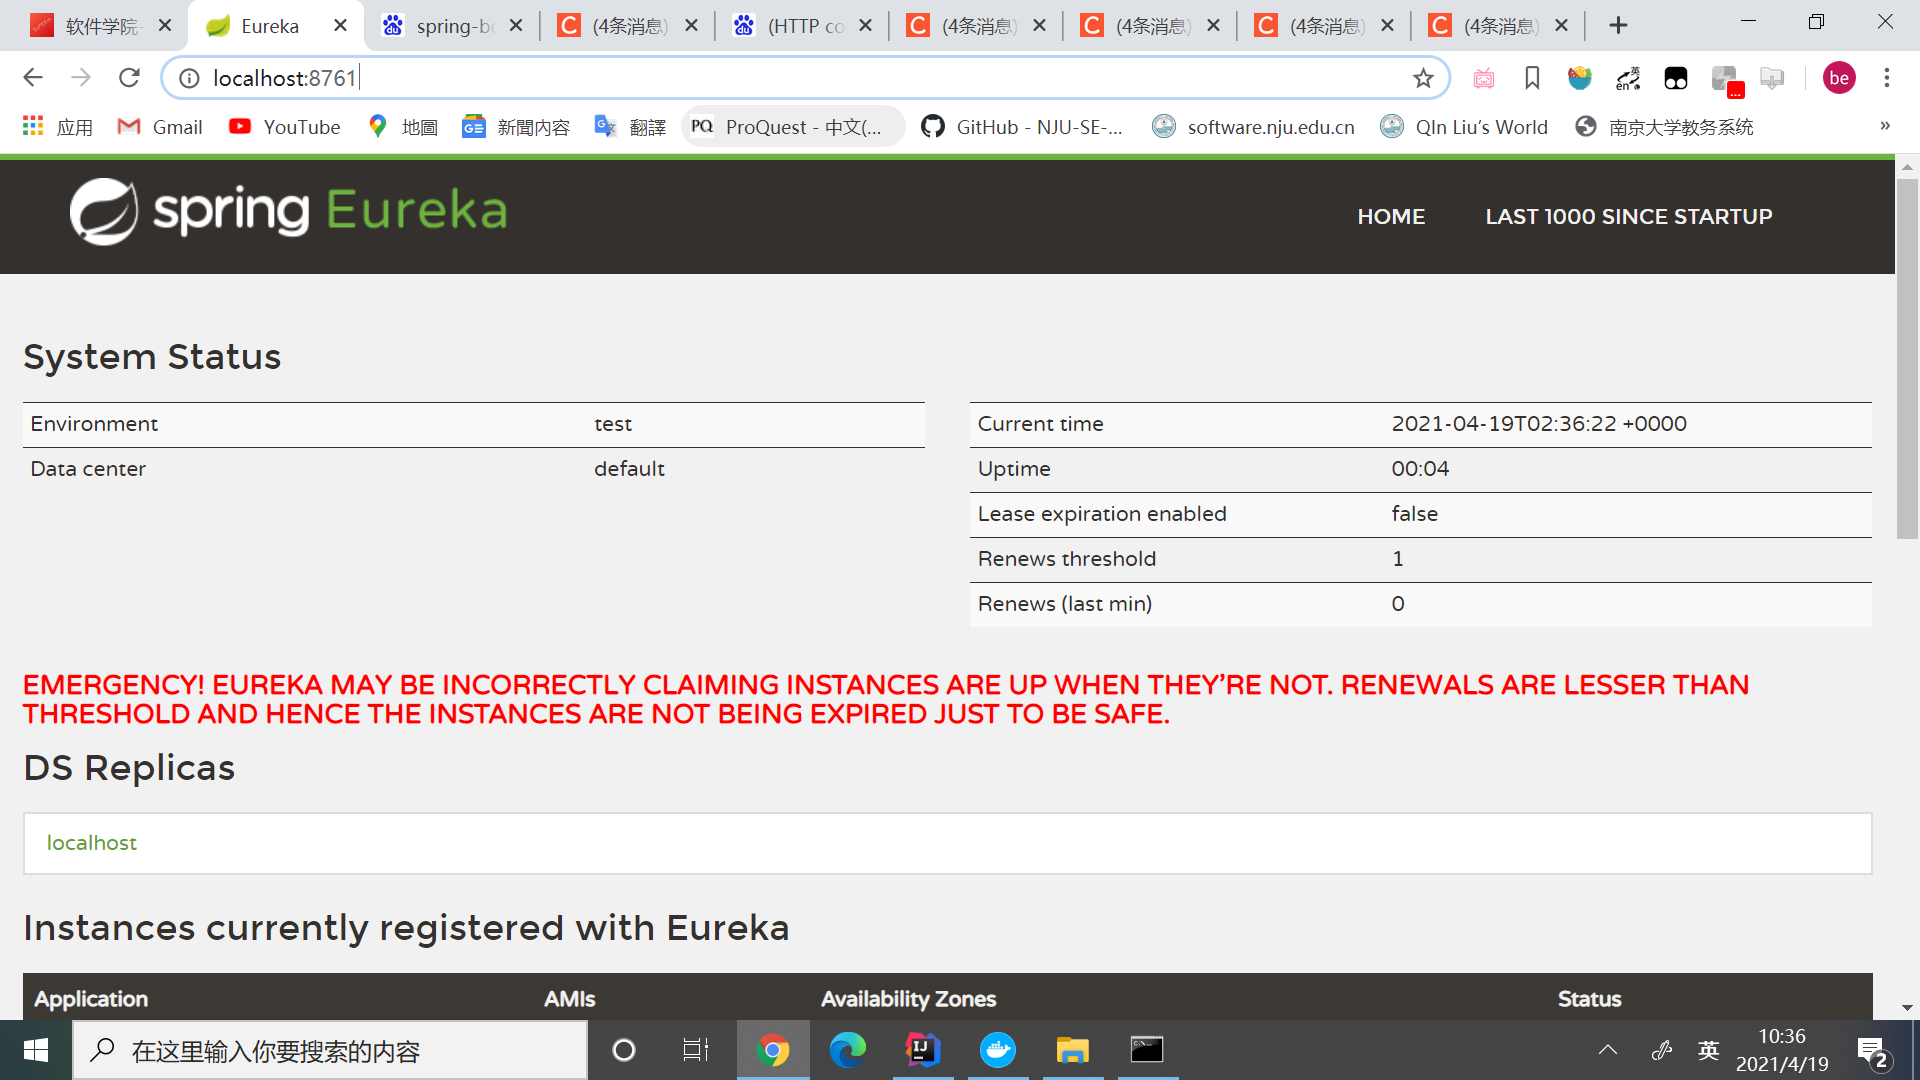 软件学院-
Eureka
spring-bo
(4条消息)
(HTTP co
(4条消息)
(4条消息)
(4条消息)
(4条消息)
localhost:8761
be
应用
Gmail
YouTube
地圖
新聞內容
翻譯
PQ ProQuest - 中文(...
GitHub - NJU-SE-...
software.nju.edu.cn
QIn Liu's World
南京大学教务系统
»
spring Eureka
HOME
LAST 1000 SINCE STARTUP
System Status
Environment test
Data center default
Current time 2021-04-19T02:36:22 +0000
Uptime 00:04
Lease expiration enabled false
Renews threshold 1
Renews (last min) 0
EMERGENCY! EUREKA MAY BE INCORRECTLY CLAIMING INSTANCES ARE UP WHEN THEY'RE NOT. RENEWALS ARE LESSER THAN
THRESHOLD AND HENCE THE INSTANCES ARE NOT BEING EXPIRED JUST TO BE SAFE.
DS Replicas
localhost
Instances currently registered with Eureka
Application AMIs Availability Zones Status
在这里输入你要搜索的内容
英
10:36
2021/4/19
2